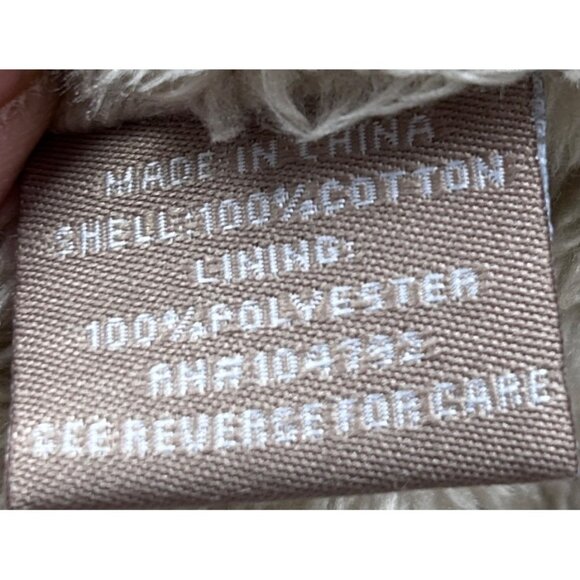 MADE IN CHINA
SHELL:100%COTTON
LINING:
100%POLYESTER
RN#104792
SEE REVERSE FOR CARE